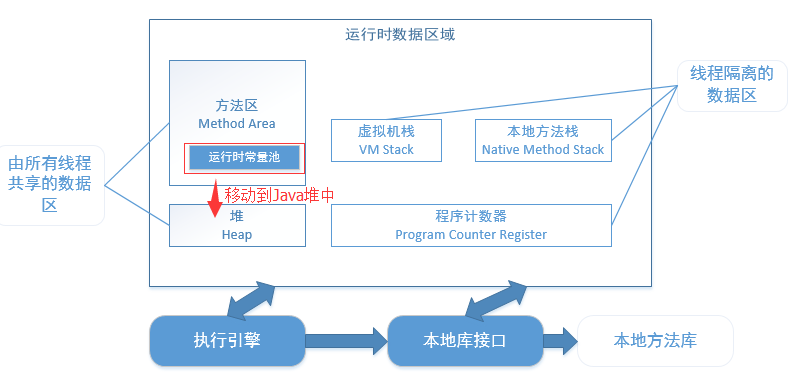 运行时数据区域
线程隔离的
数据区
方法区
Method Area
运行时常量池
虚拟机栈
VM Stack
本地方法栈
Native Method Stack
由所有线程
共享的数据
区
移动到Java堆中
堆
Heap
程序计数器
Program Counter Register
执行引擎
本地库接口
本地方法库